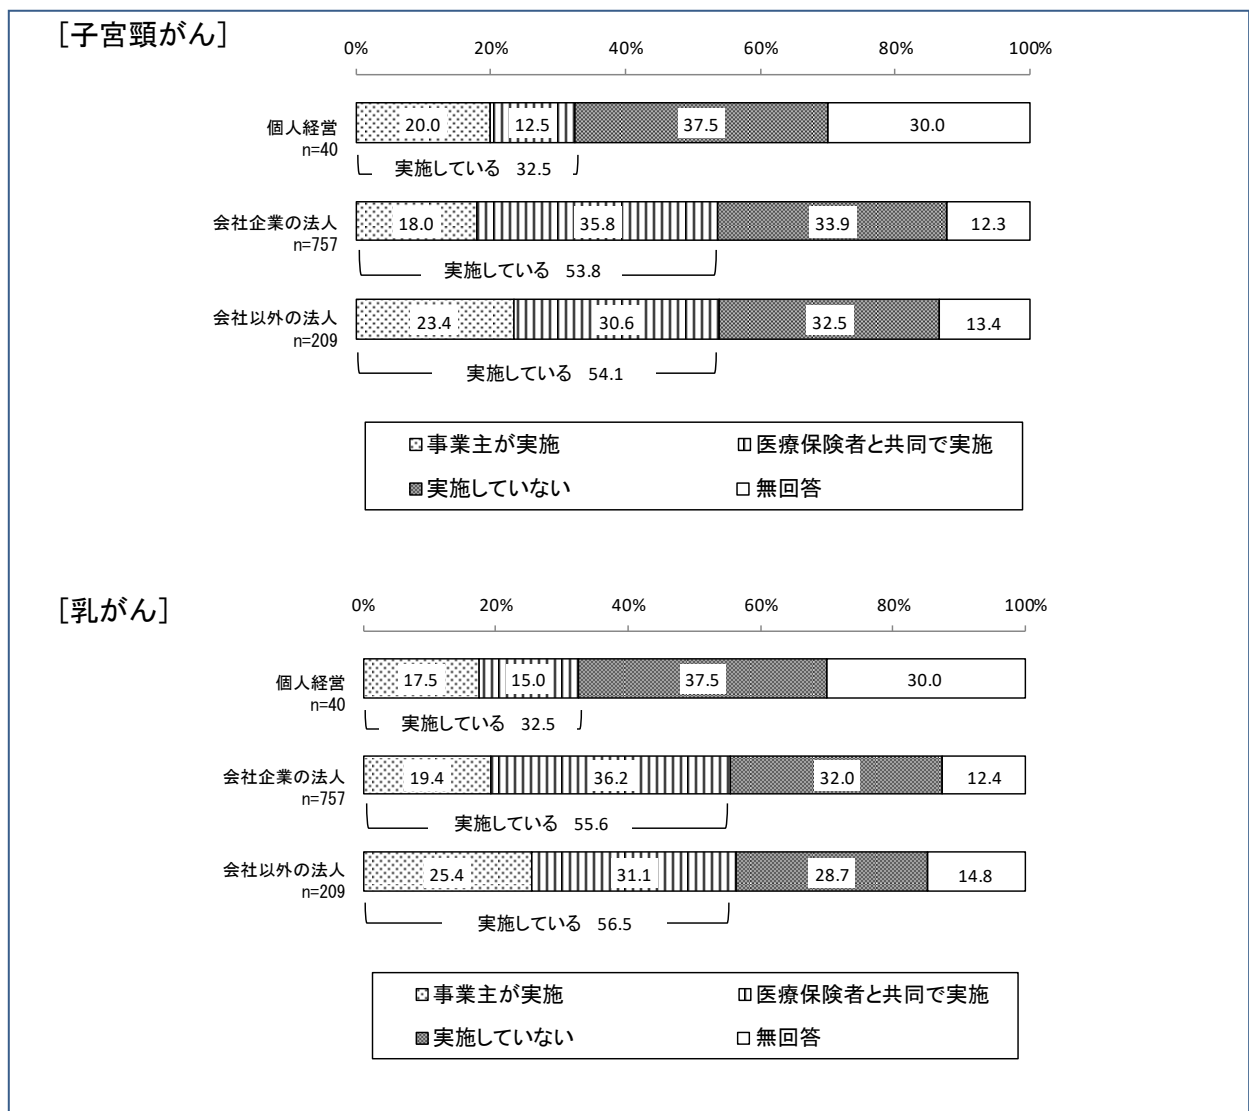 ［子宮頸がん］
0% 20% 40% 60% 80% 100%
個人経営
n=40
20.0 12.5 37.5 30.0
実施している 32.5
会社企業の法人
n=757
18.0 35.8 33.9 12.3
実施している 53.8
会社以外の法人
n=209
23.4 30.6 32.5 13.4
実施している 54.1
事業主が実施 医療保険者と共同で実施
実施していない 無回答
［乳がん］
0% 20% 40% 60% 80% 100%
個人経営
n=40
17.5 15.0 37.5 30.0
実施している 32.5
会社企業の法人
n=757
19.4 36.2 32.0 12.4
実施している 55.6
会社以外の法人
n=209
25.4 31.1 28.7 14.8
実施している 56.5
事業主が実施 医療保険者と共同で実施
実施していない 無回答